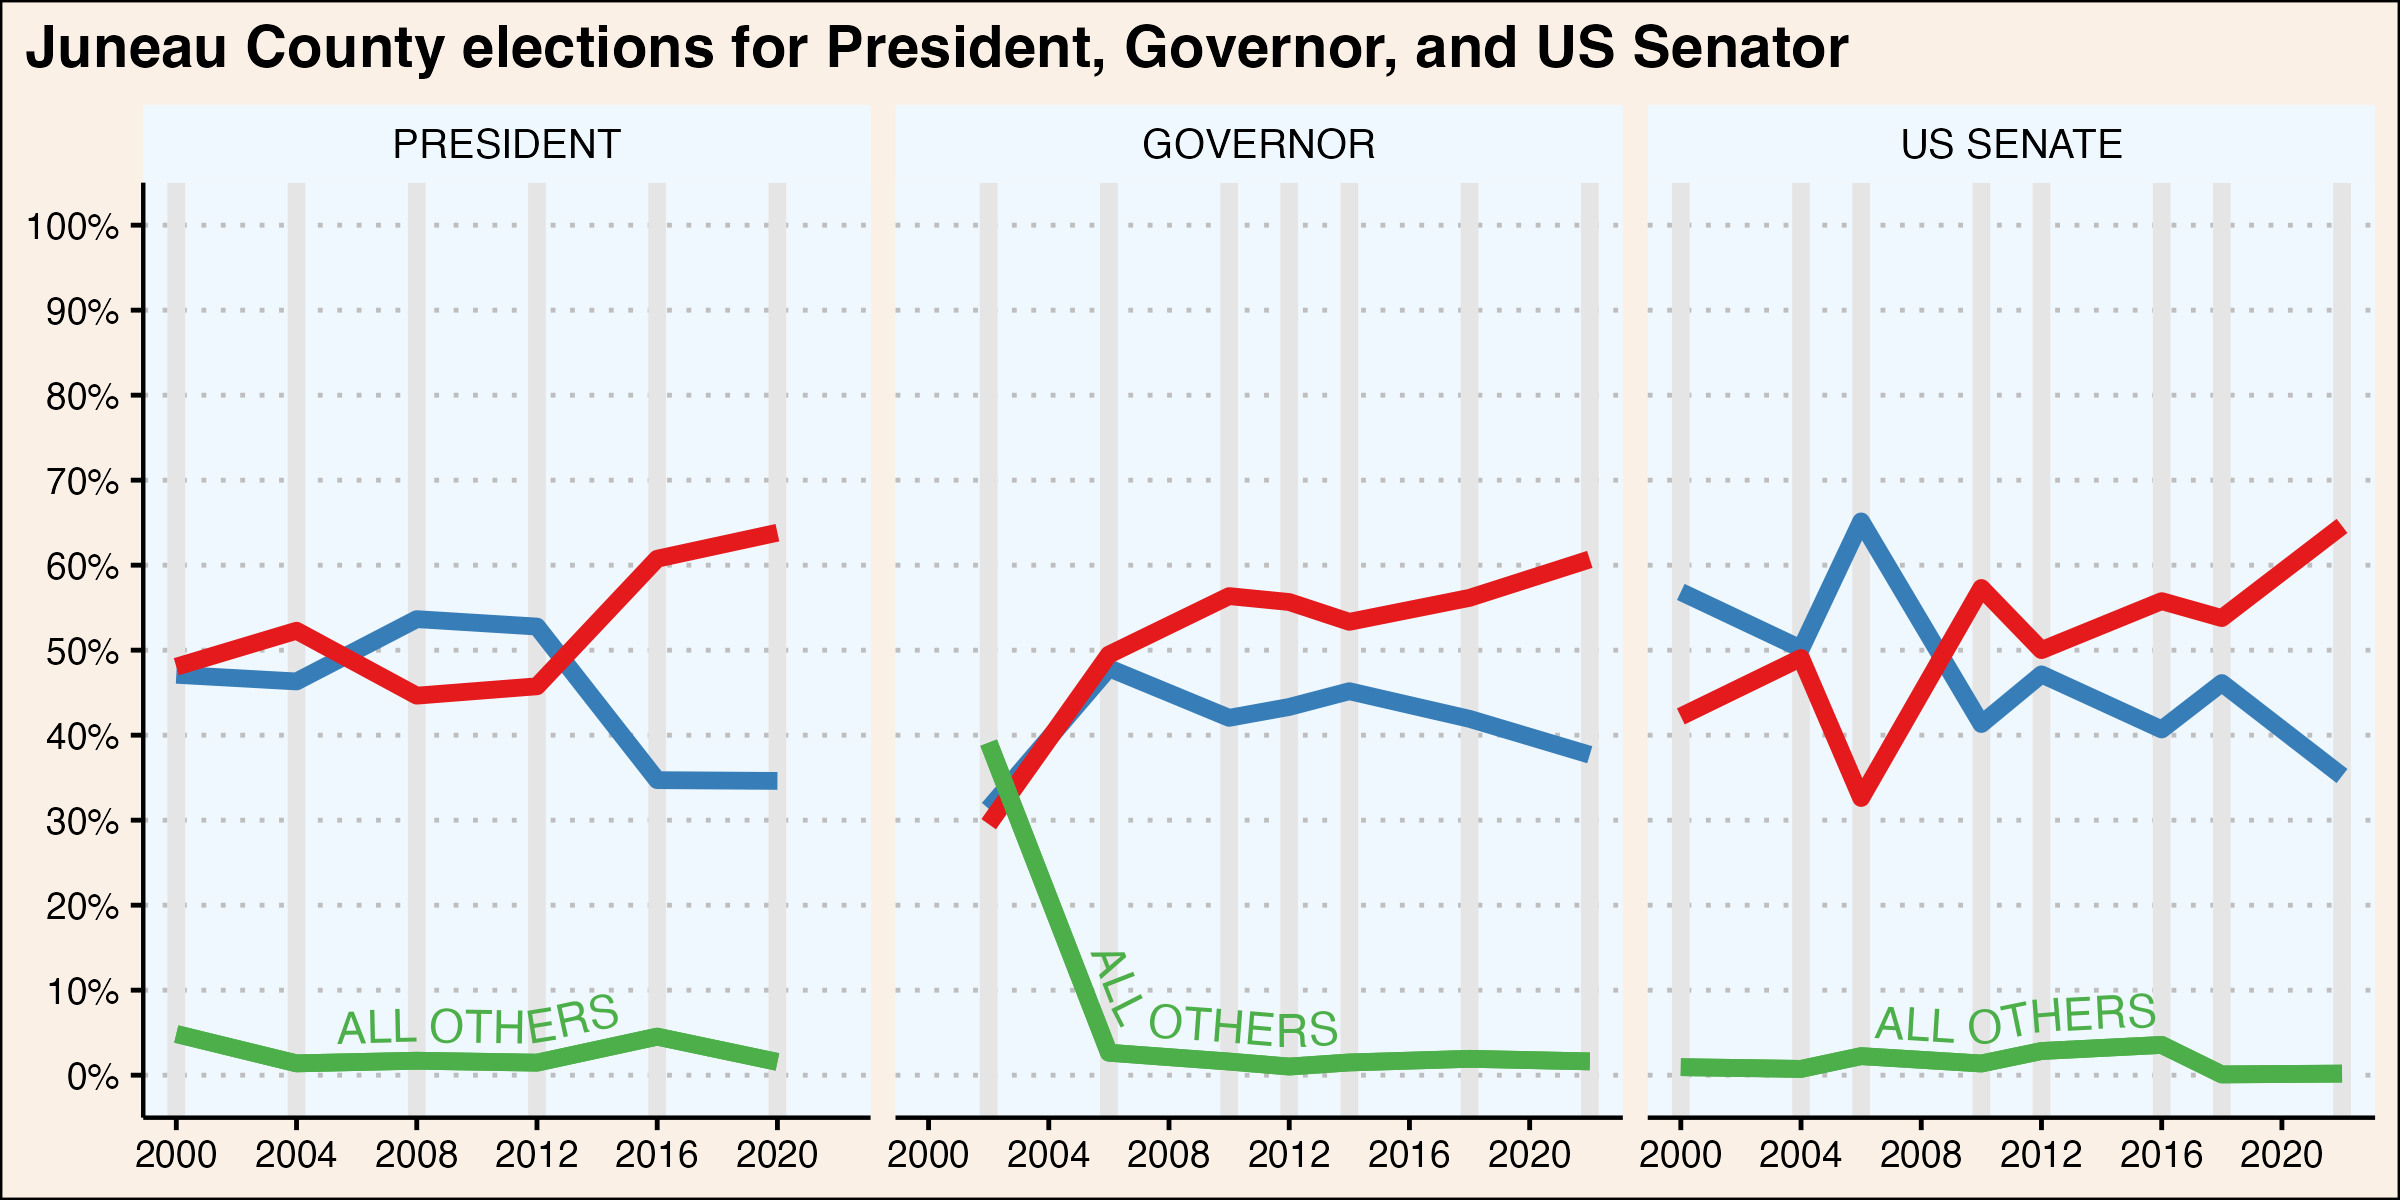 Juneau County elections for President, Governor, and US Senator
PRESIDENT
GOVERNOR
US SENATE
100%
90%
80%
70%
60%
50%
40%
30%
20%
10%
0%
ALL OTHERS
ALL OTHERS
ALL OTHERS
2000 2004 2008 2012 2016 2020
2000 2004 2008 2012 2016 2020
2000 2004 2008 2012 2016 2020